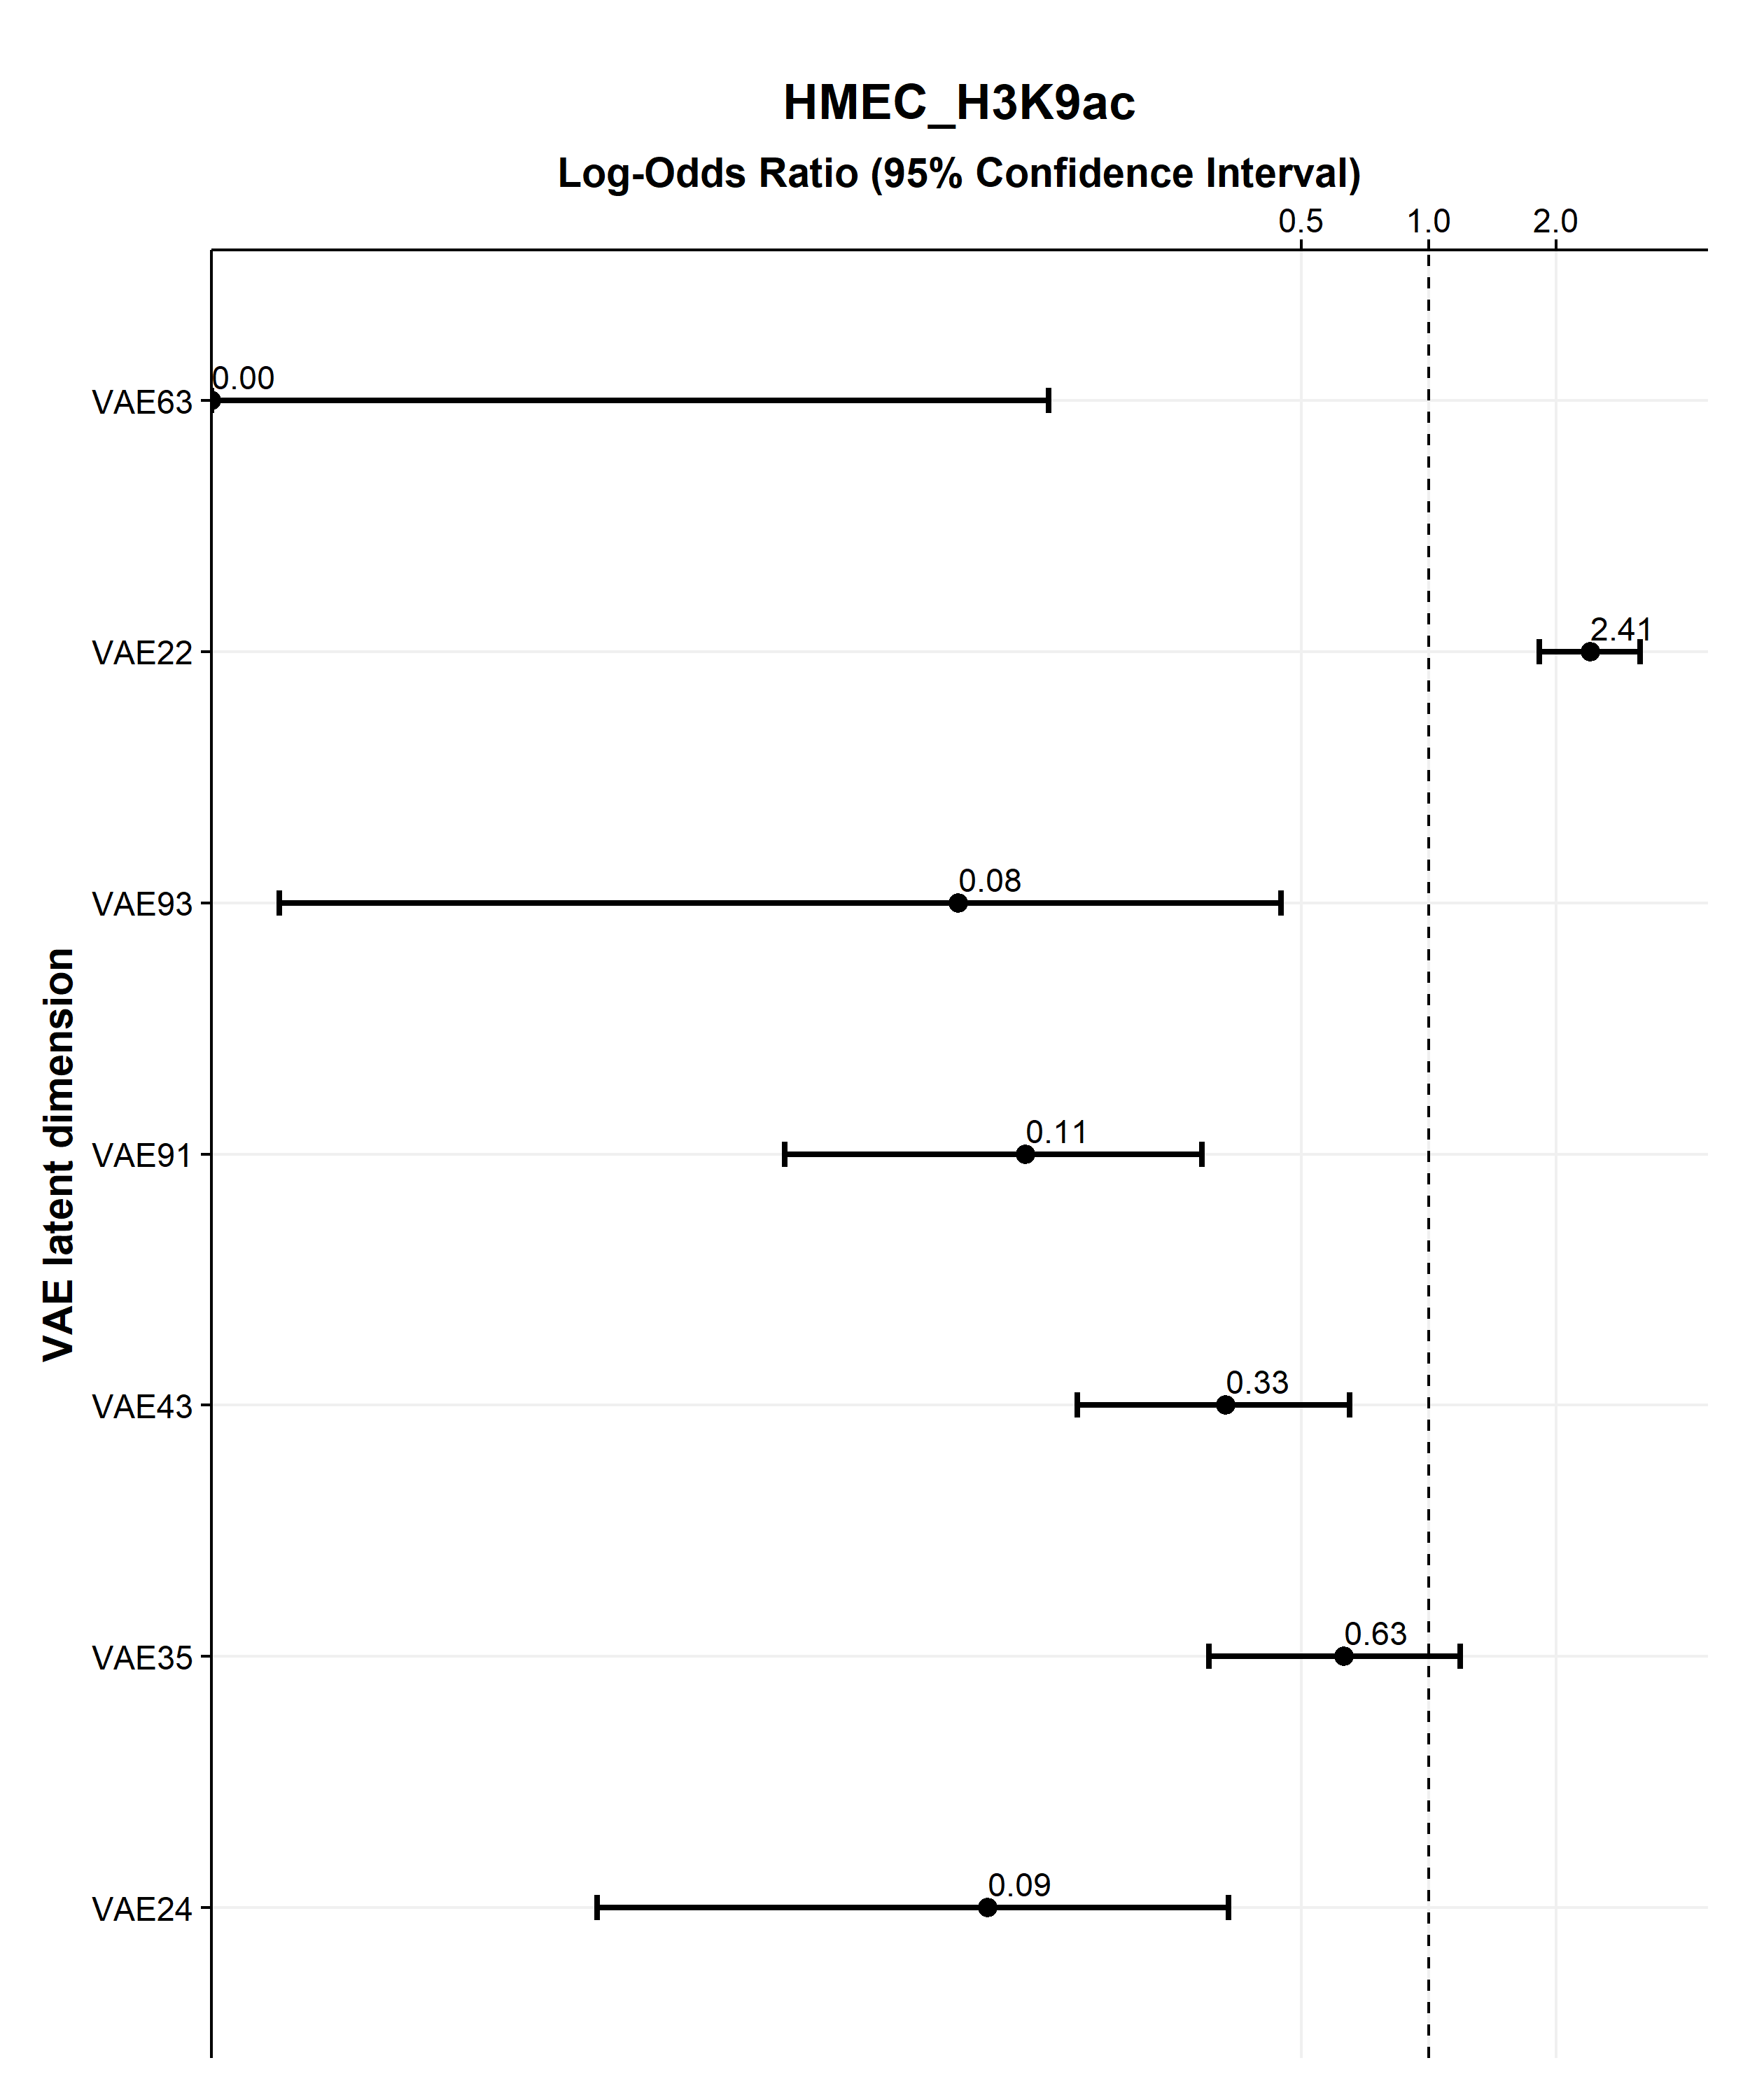 HMEC_H3K9ac
Log-Odds Ratio (95% Confidence Interval)
0.5 1.0 2.0
0.00
VAE63
2.41
VAE22
0.08
VAE93
0.11
VAE91
0.33
VAE43
0.63
VAE35
0.09
VAE24
VAE latent dimension